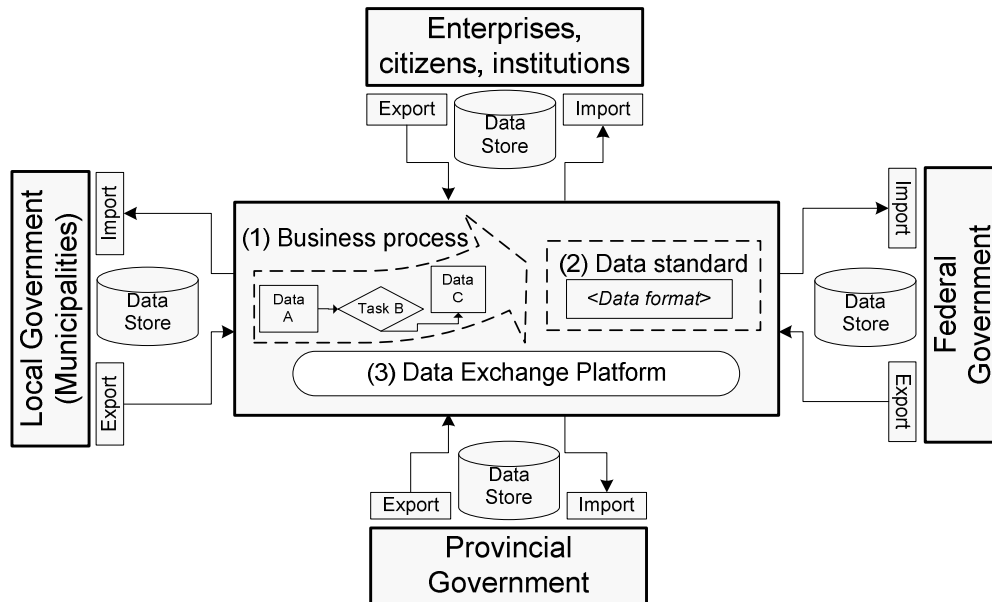 Enterprises,
citizens, institutions
Export
Data
Store
Import
Local Government
(Municipalities)
Import
Data
Store
Export
(1) Business process
Data
A
Task B
Data
C
(2) Data standard
<Data format>
(3) Data Exchange Platform
Import
Data
Store
Export
Federal
Government
Export
Data
Store
Import
Provincial
Government